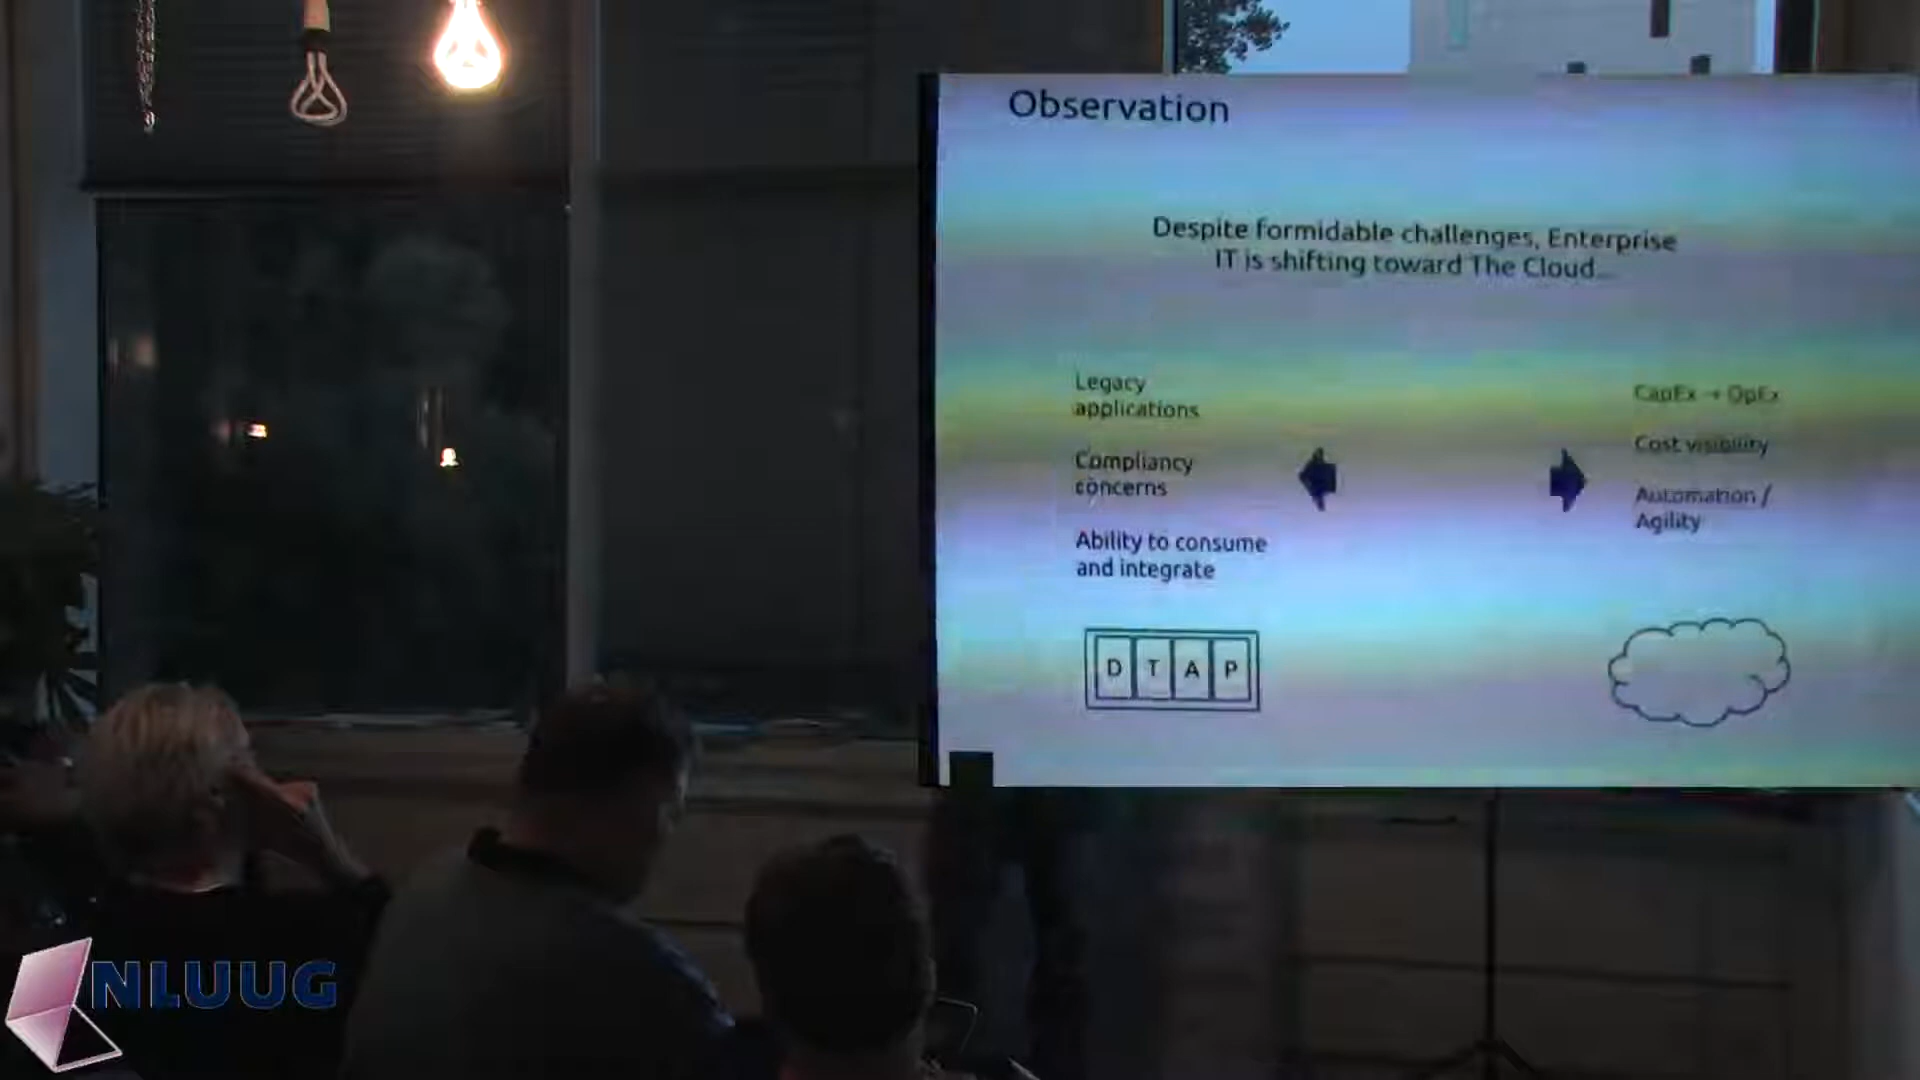 Observation
Despite formidable challenges, Enterprise
IT is shifting toward The Cloud...
Legacy
applications
Compliancy
concerns
Ability to consume
and integrate
D T A P
CapEx → OpEx
Cost visibility
Automation /
Agility
NLUUG